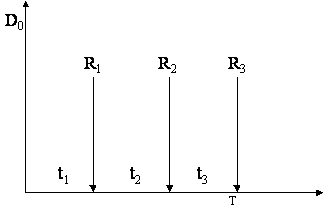 D₀
R₁ R₂ R₃
t₁ t₂ t₃
T